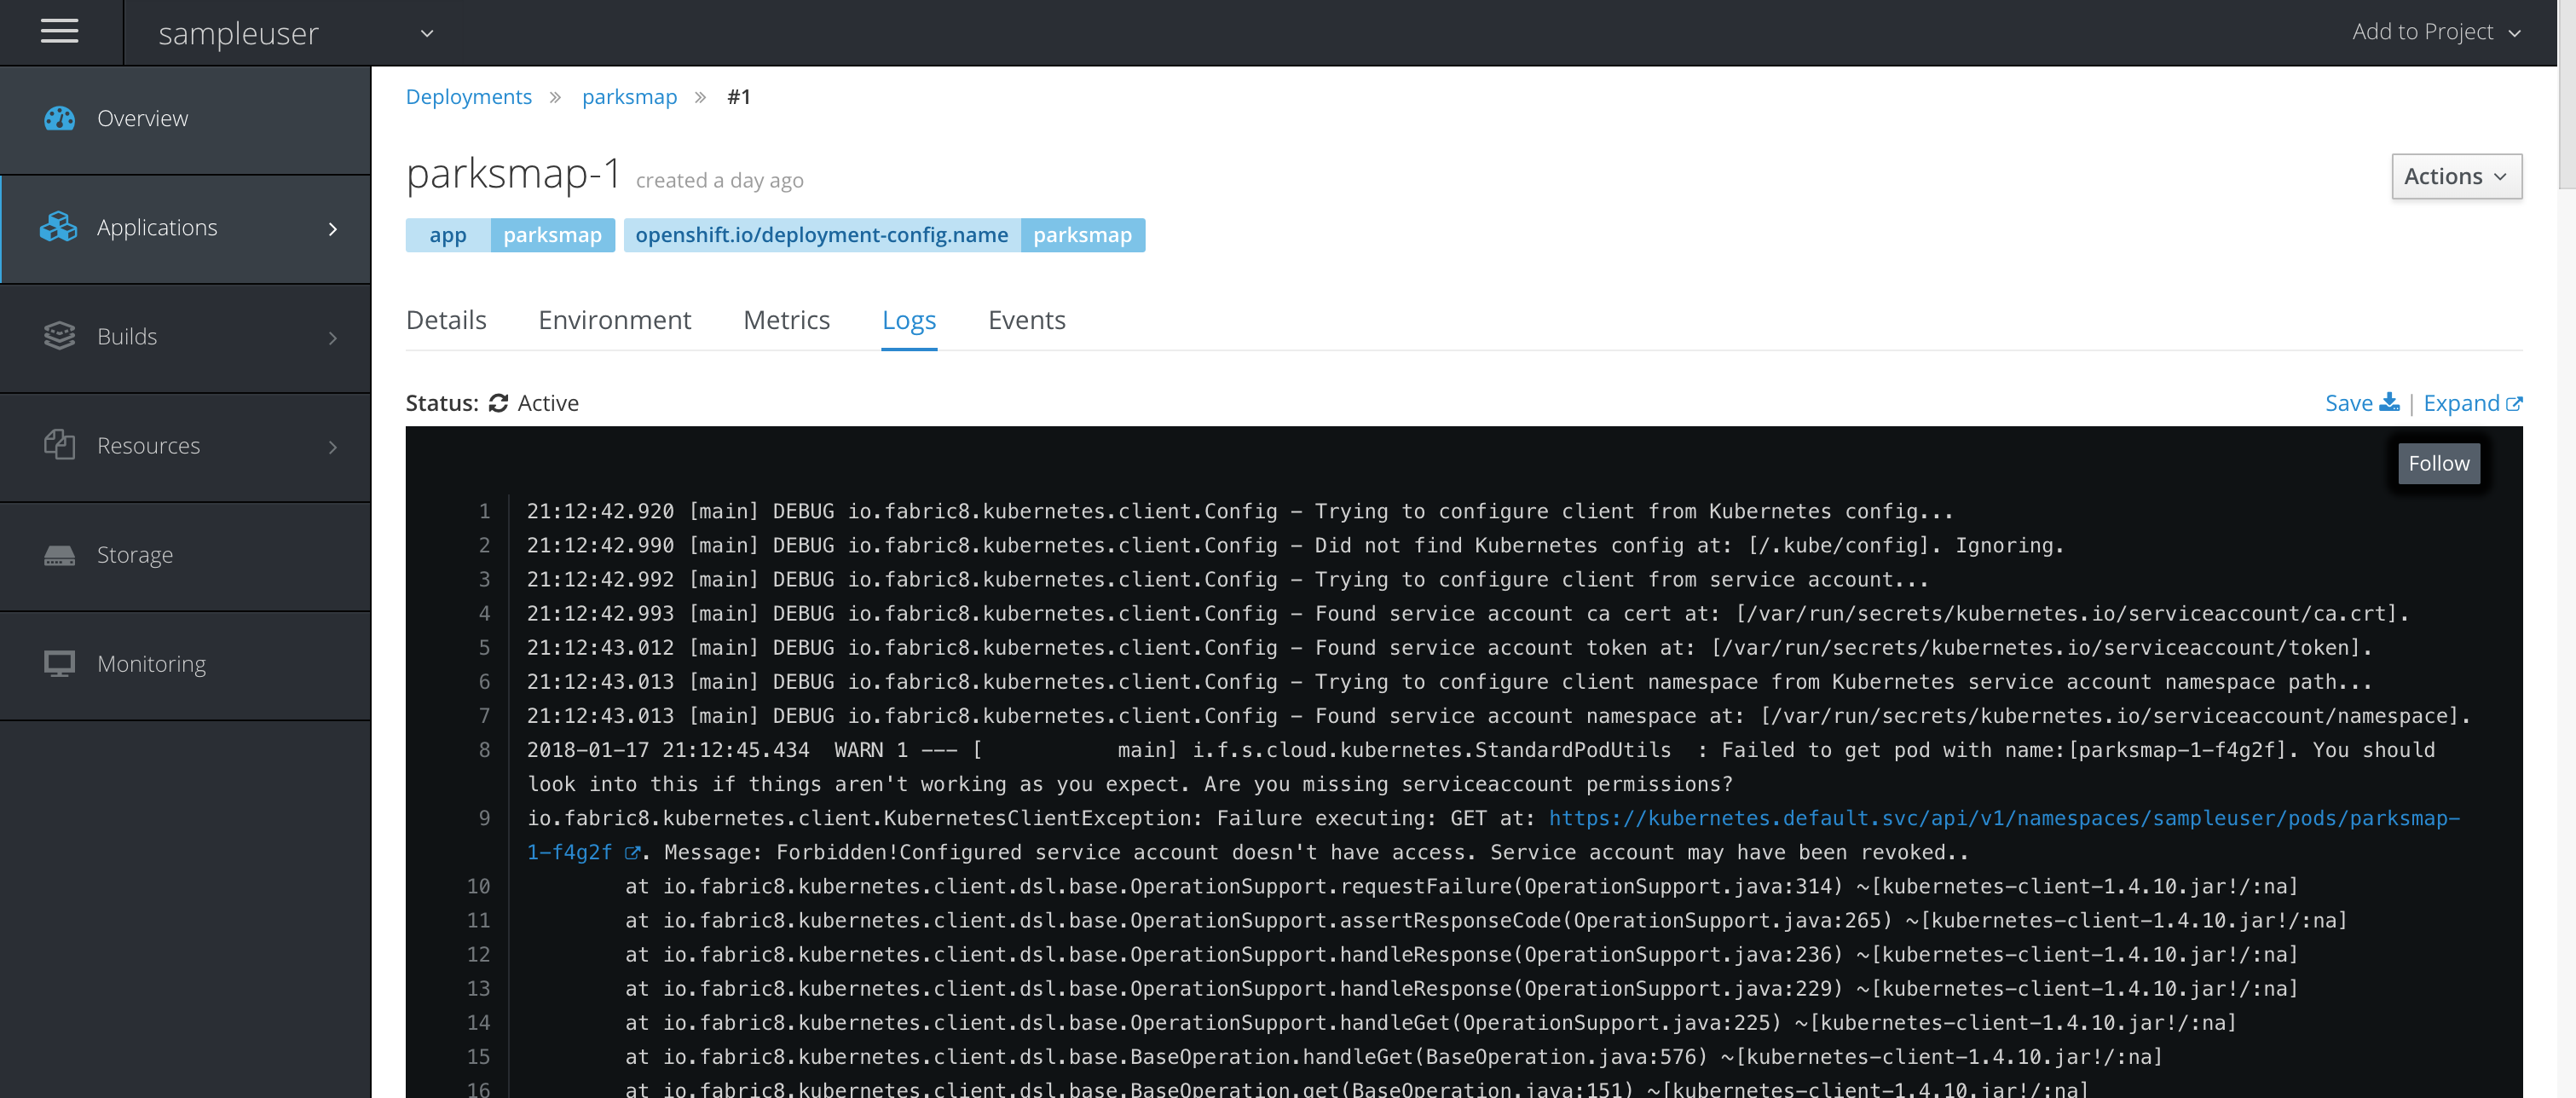 sampleuser
Add to Project
Overview
Applications
Builds
Resources
Storage
Monitoring
Deployments » parksmap » #1
parksmap-1 created a day ago
Actions
app parksmap openshift.io/deployment-config.name parksmap
Details Environment Metrics Logs Events
Status: Active
Save | Expand
Follow
1 21:12:42.920 [main] DEBUG io.fabric8.kubernetes.client.Config – Trying to configure client from Kubernetes config...
2 21:12:42.990 [main] DEBUG io.fabric8.kubernetes.client.Config – Did not find Kubernetes config at: [/.kube/config]. Ignoring.
3 21:12:42.992 [main] DEBUG io.fabric8.kubernetes.client.Config – Trying to configure client from service account...
4 21:12:42.993 [main] DEBUG io.fabric8.kubernetes.client.Config – Found service account ca cert at: [/var/run/secrets/kubernetes.io/serviceaccount/ca.crt].
5 21:12:43.012 [main] DEBUG io.fabric8.kubernetes.client.Config – Found service account token at: [/var/run/secrets/kubernetes.io/serviceaccount/token].
6 21:12:43.013 [main] DEBUG io.fabric8.kubernetes.client.Config – Trying to configure client namespace from Kubernetes service account namespace path...
7 21:12:43.013 [main] DEBUG io.fabric8.kubernetes.client.Config – Found service account namespace at: [/var/run/secrets/kubernetes.io/serviceaccount/namespace].
8 2018-01-17 21:12:45.434  WARN 1 --- [           main] i.f.s.cloud.kubernetes.StandardPodUtils  : Failed to get pod with name:[parksmap-1-f4g2f]. You should
look into this if things aren't working as you expect. Are you missing serviceaccount permissions?
9 io.fabric8.kubernetes.client.KubernetesClientException: Failure executing: GET at: https://kubernetes.default.svc/api/v1/namespaces/sampleuser/pods/parksmap-
1-f4g2f . Message: Forbidden!Configured service account doesn't have access. Service account may have been revoked..
10 at io.fabric8.kubernetes.client.dsl.base.OperationSupport.requestFailure(OperationSupport.java:314) ~[kubernetes-client-1.4.10.jar!/:na]
11 at io.fabric8.kubernetes.client.dsl.base.OperationSupport.assertResponseCode(OperationSupport.java:265) ~[kubernetes-client-1.4.10.jar!/:na]
12 at io.fabric8.kubernetes.client.dsl.base.OperationSupport.handleResponse(OperationSupport.java:236) ~[kubernetes-client-1.4.10.jar!/:na]
13 at io.fabric8.kubernetes.client.dsl.base.OperationSupport.handleResponse(OperationSupport.java:229) ~[kubernetes-client-1.4.10.jar!/:na]
14 at io.fabric8.kubernetes.client.dsl.base.OperationSupport.handleGet(OperationSupport.java:225) ~[kubernetes-client-1.4.10.jar!/:na]
15 at io.fabric8.kubernetes.client.dsl.base.BaseOperation.handleGet(BaseOperation.java:576) ~[kubernetes-client-1.4.10.jar!/:na]
16 at io.fabric8.kubernetes.client.dsl.base.BaseOperation.get(BaseOperation.java:151) ~[kubernetes-client-1.4.10.jar!/:na]